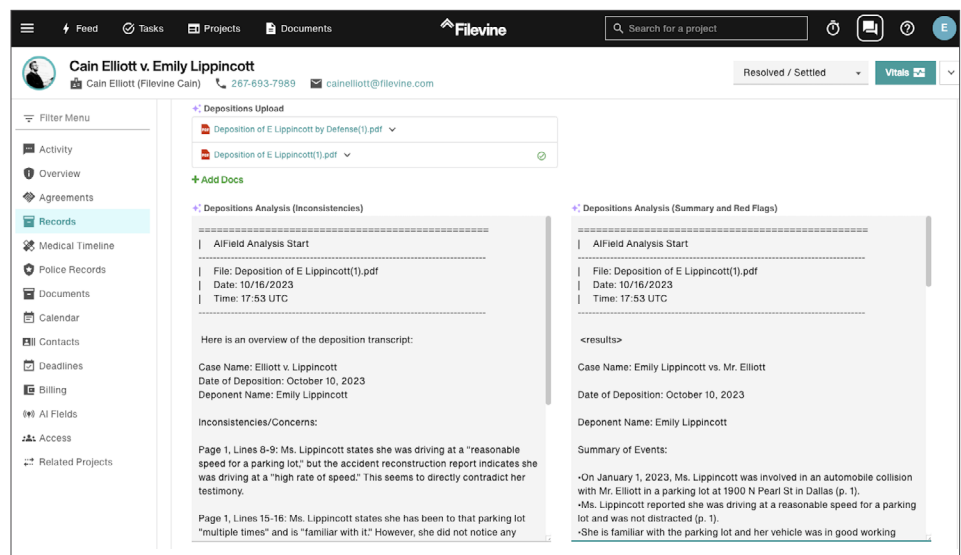 Feed Tasks Projects Documents Filevine Search for a project E
Cain Elliott v. Emily Lippincott
Cain Elliott (Filevine Cain) 267-693-7989 cainelliott@filevine.com
Resolved / Settled Vitals
Filter Menu
Activity
Overview
Agreements
Records
Medical Timeline
Police Records
Documents
Calendar
Contacts
Deadlines
Billing
AI Fields
Access
Related Projects
Depositions Upload
Deposition of E Lippincott by Defense(1).pdf
Deposition of E Lippincott(1).pdf
+ Add Docs
Depositions Analysis (Inconsistencies)
================================================
| AIField Analysis Start
------------------------------------------------------------------------
| File: Deposition of E Lippincott(1).pdf
| Date: 10/16/2023
| Time: 17:53 UTC
------------------------------------------------------------------------
Here is an overview of the deposition transcript:
Case Name: Elliott v. Lippincott
Date of Deposition: October 10, 2023
Deponent Name: Emily Lippincott
Inconsistencies/Concerns:
Page 1, Lines 8-9: Ms. Lippincott states she was driving at a "reasonable
speed for a parking lot," but the accident reconstruction report indicates she
was driving at a "high rate of speed." This seems to directly contradict her
testimony.
Page 1, Lines 15-16: Ms. Lippincott states she has been to that parking lot
"multiple times" and is "familiar with it." However, she did not notice any
Depositions Analysis (Summary and Red Flags)
================================================
| AIField Analysis Start
------------------------------------------------------------------------
| File: Deposition of E Lippincott(1).pdf
| Date: 10/16/2023
| Time: 17:53 UTC
------------------------------------------------------------------------
<results>
Case Name: Emily Lippincott vs. Mr. Elliott
Date of Deposition: October 10, 2023
Deponent Name: Emily Lippincott
Summary of Events:
•On January 1, 2023, Ms. Lippincott was involved in an automobile collision
with Mr. Elliott in a parking lot at 1900 N Pearl St in Dallas (p. 1).
•Ms. Lippincott reported she was driving at a reasonable speed for a parking
lot and was not distracted (p. 1).
•She is familiar with the parking lot and her vehicle was in good working